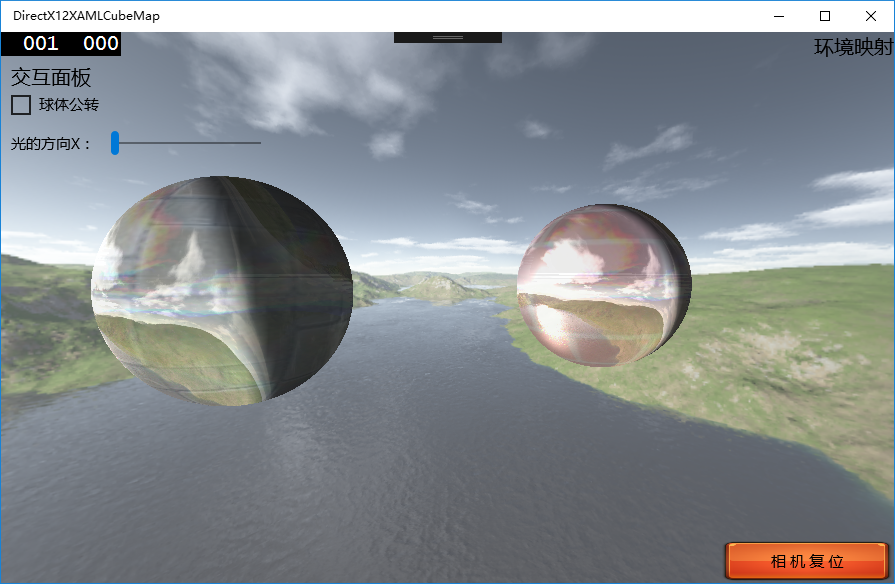 DirectX12XAMLCubeMap
001 000
环境映射
交互面板
球体公转
光的方向X：
相机复位